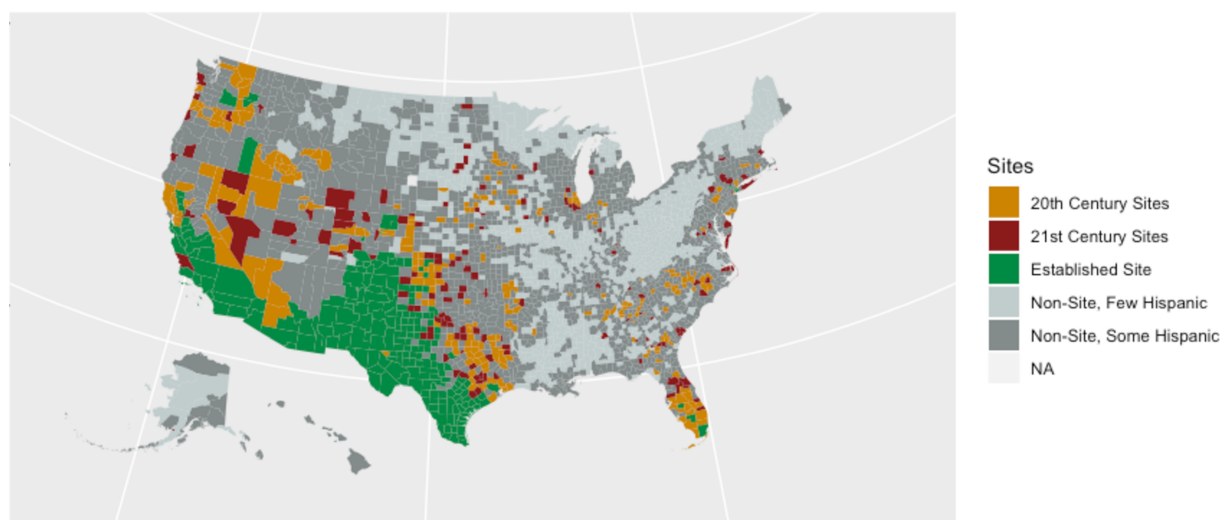 Sites
20th Century Sites
21st Century Sites
Established Site
Non-Site, Few Hispanic
Non-Site, Some Hispanic
NA